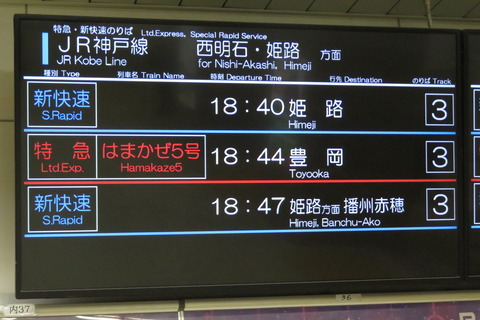 特急・新快速のりば Ltd.Express, Special Rapid Service
JR神戸線 西明石・姫路 方面
JR Kobe Line for Nishi-Akashi, Himeji
種別 Type 列車名 Train Name 時刻 Departure Time 行先 Destination のりば Track
新快速 18:40 姫路 3
S.Rapid Himeji
特急 はまかぜ5号 18:44 豊岡 3
Ltd.Exp. Hamakaze5 Toyooka
新快速 18:47 姫路方面 播州赤穂 3
S.Rapid Himeji, Banchu-Ako
内37
36